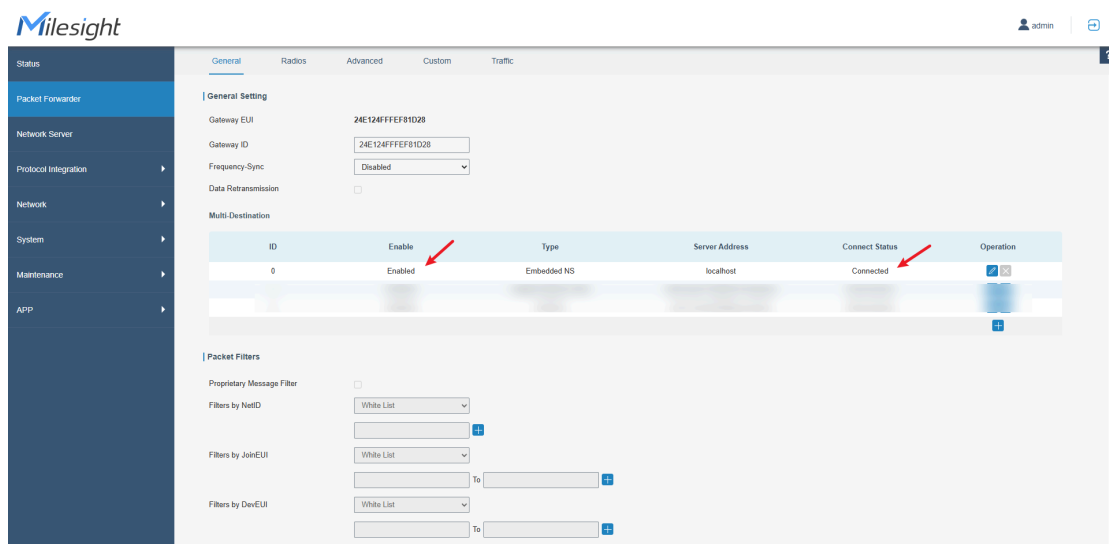 Milesight
admin
Status
Packet Forwarder
Network Server
Protocol Integration
Network
System
Maintenance
APP
General Radios Advanced Custom Traffic
?
General Setting
Gateway EUI 24E124FFFEF81D28
Gateway ID 24E124FFFEF81D28
Frequency-Sync Disabled
Data Retransmission
Multi-Destination
ID Enable Type Server Address Connect Status Operation
0 Enabled Embedded NS localhost Connected
Packet Filters
Proprietary Message Filter
Filters by NetID White List
Filters by JoinEUI White List
To
Filters by DevEUI White List
To